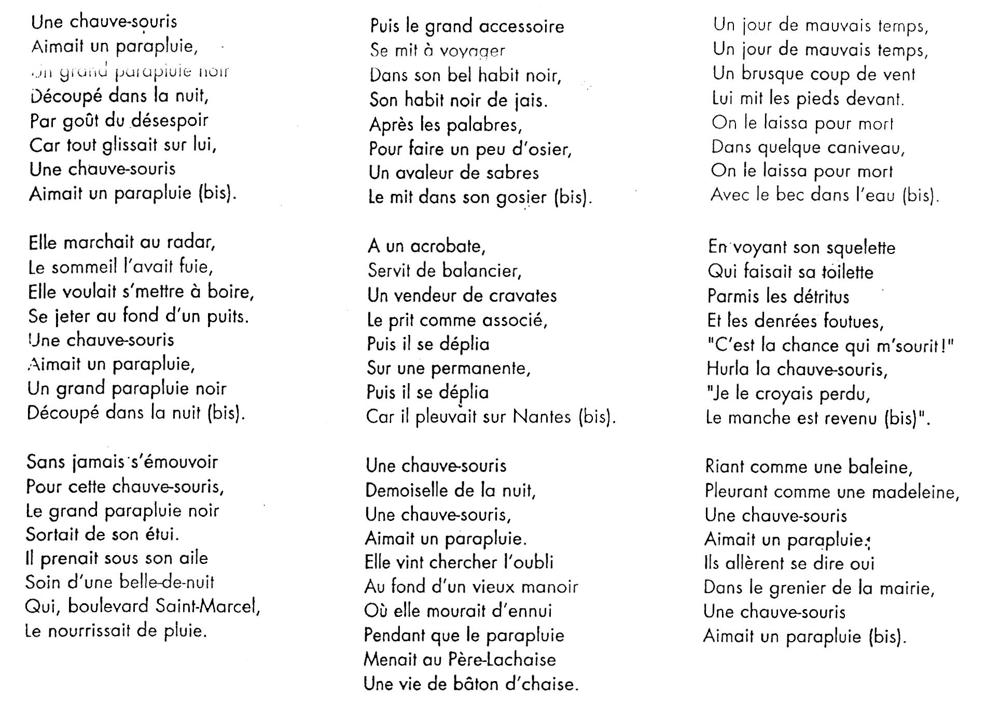 Une chauve-souris
Aimait un parapluie,
Un grand parapluie noir
Découpé dans la nuit,
Par goût du désespoir
Car tout glissait sur lui,
Une chauve-souris
Aimait un parapluie (bis).
Elle marchait au radar,
Le sommeil l'avait fuie,
Elle voulait s'mettre à boire,
Se jeter au fond d'un puits.
Une chauve-souris
Aimait un parapluie,
Un grand parapluie noir
Découpé dans la nuit (bis).
Sans jamais s'émouvoir
Pour cette chauve-souris,
Le grand parapluie noir
Sortait de son étui.
Il prenait sous son aile
Soin d'une belle-de-nuit
Qui, boulevard Saint-Marcel,
Le nourrissait de pluie.
Puis le grand accessoire
Se mit à voyager
Dans son bel habit noir,
Son habit noir de jais.
Après les palabres,
Pour faire un peu d'osier,
Un avaleur de sabres
Le mit dans son gosier (bis).
A un acrobate,
Servit de balancier,
Un vendeur de cravates
Le prit comme associé,
Puis il se déplia
Sur une permanente,
Puis il se déplia
Car il pleuvait sur Nantes (bis).
Une chauve-souris
Demoiselle de la nuit,
Une chauve-souris,
Aimait un parapluie.
Elle vint chercher l'oubli
Au fond d'un vieux manoir
Où elle mourait d'ennui
Pendant que le parapluie
Menait au Père-Lachaise
Une vie de bâton d'chaise.
Un jour de mauvais temps,
Un jour de mauvais temps,
Un brusque coup de vent
Lui mit les pieds devant.
On le laissa pour mort
Dans quelque caniveau,
On le laissa pour mort
Avec le bec dans l'eau (bis).
En voyant son squelette
Qui faisait sa toilette
Parmis les détritus
Et les denrées foutues,
"C'est la chance qui m'sourit!"
Hurla la chauve-souris,
"Je le croyais perdu,
Le manche est revenu (bis)".
Riant comme une baleine,
Pleurant comme une madeleine,
Une chauve-souris
Aimait un parapluie.
Ils allèrent se dire oui
Dans le grenier de la mairie,
Une chauve-souris
Aimait un parapluie (bis).